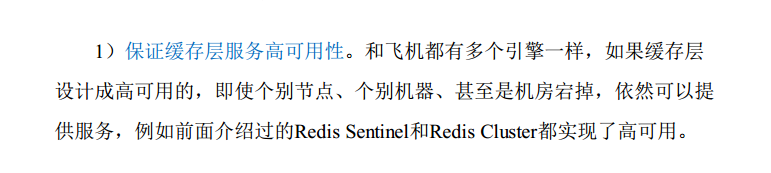 1）保证缓存层服务高可用性。和飞机都有多个引擎一样，如果缓存层
设计成高可用的，即使个别节点、个别机器、甚至是机房宕掉，依然可以提
供服务，例如前面介绍过的Redis Sentinel和Redis Cluster都实现了高可用。